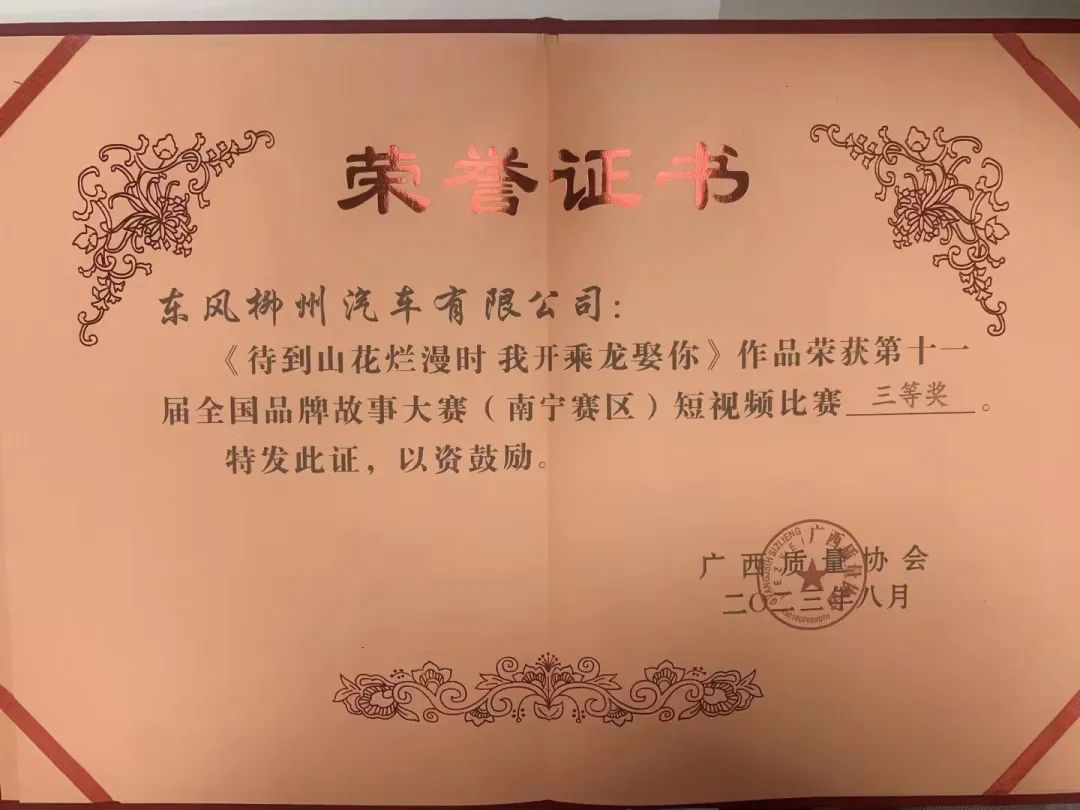 荣誉证书
东风柳州汽车有限公司：
《待到山花烂漫时 我开乘龙娶你》作品荣获第十一
届全国品牌故事大赛（南宁赛区）短视频比赛三等奖。
特发此证，以资鼓励。
广西质量协会
二〇二三年八月